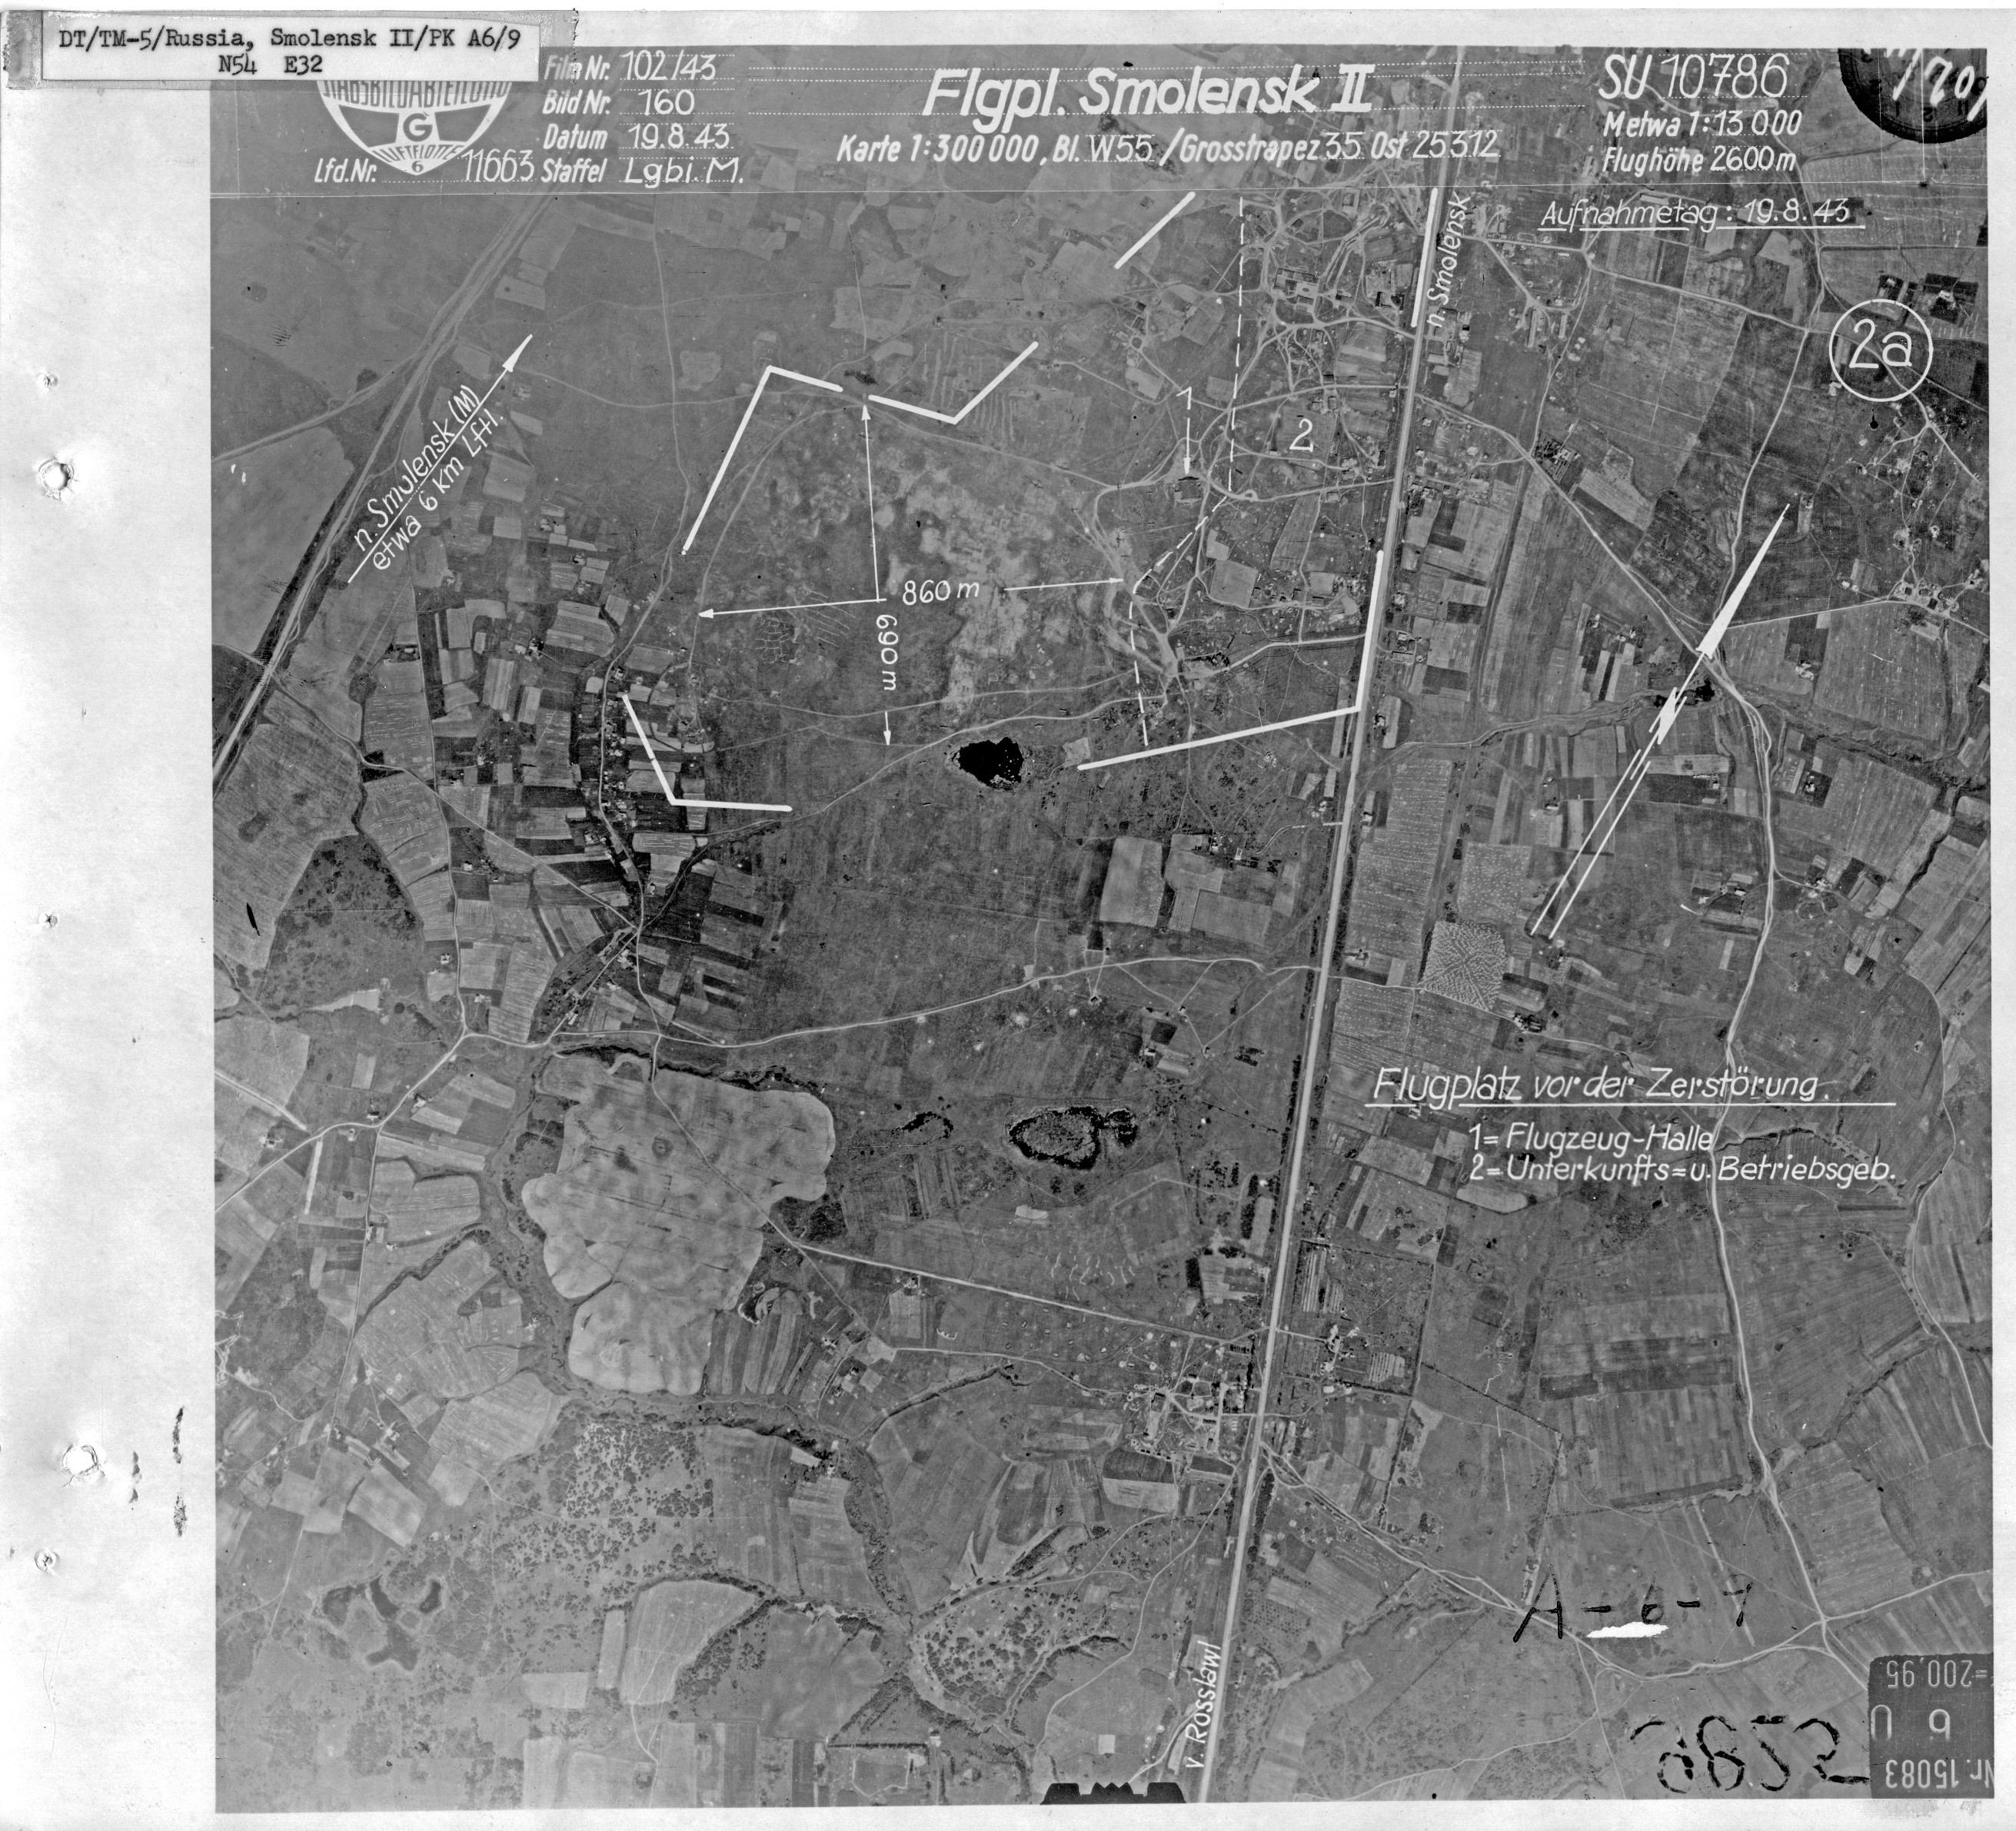 DT/TM-5/Russia, Smolensk II/PK A6/9
N54 E32
STABSBILDABTEILUNG
G
LUFTFLOTTE
6
Lfd.Nr. 11663
Film Nr. 102/43
Bild Nr. 160
Datum 19.8.43
Staffel Lgbi.M.
Flgpl. Smolensk II
Karte 1:300 000, Bl. W55 /Grosstrapez 35 Ost 25312
SU 10786
M etwa 1:13 000
Flughöhe 2600m
Aufnahmetag: 19.8.43
n. Smolensk
2a
n. Smolensk (M)
etwa 6 km Lftl.
1
2
860 m
690 m
Flugplatz vor der Zerstörung.
1= Flugzeug-Halle
2= Unterkunfts= u. Betriebsgeb.
v. Rosslawl
=200,95
Nr. 15083